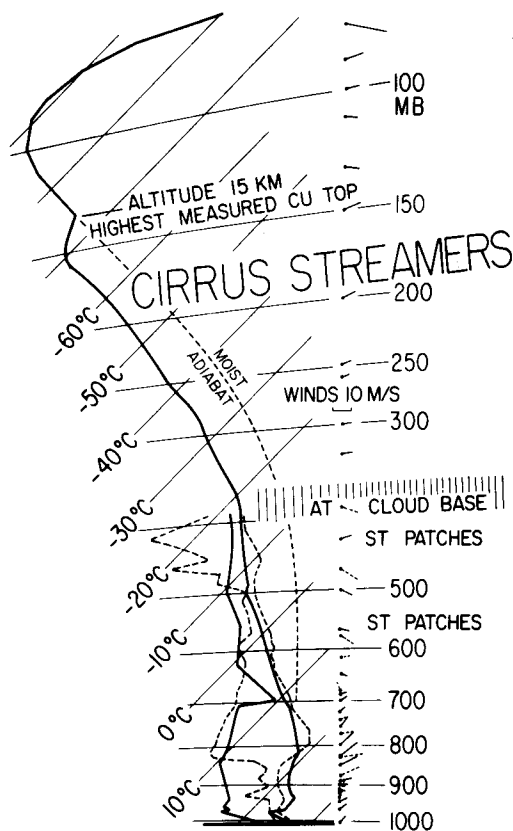 100
MB
ALTITUDE 15 KM
HIGHEST MEASURED CU TOP
150
CIRRUS STREAMERS
200
-60°C
MOIST
ADIABAT
250
-50°C
WINDS 10 M/S
300
-40°C
AT CLOUD BASE
-30°C
ST PATCHES
-20°C
500
ST PATCHES
-10°C
600
0°C
700
800
10°C
900
1000